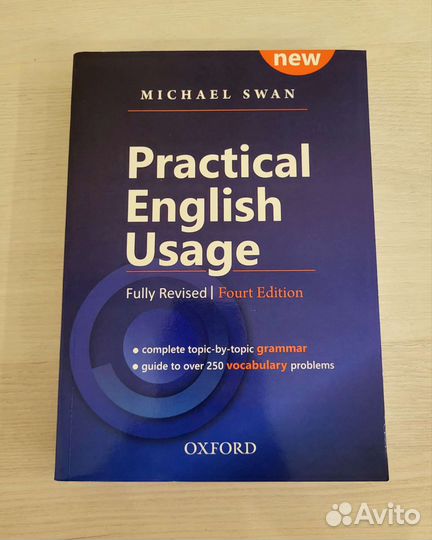 new
MICHAEL SWAN
Practical
English
Usage
Fully Revised | Fourt Edition
• complete topic-by-topic grammar
• guide to over 250 vocabulary problems
OXFORD
Avito